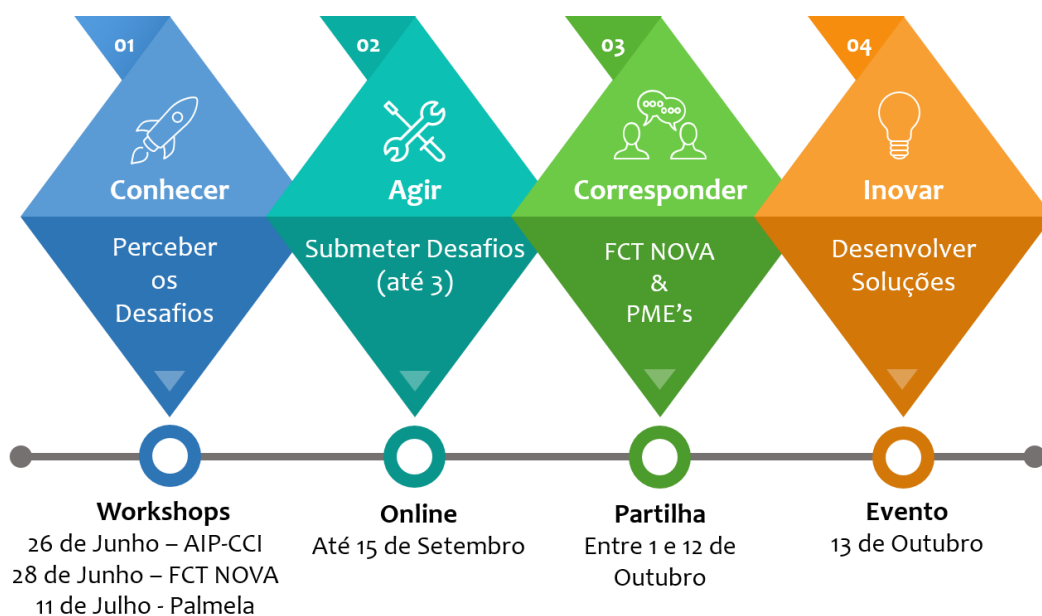 01
Conhecer
Perceber
os
Desafios
Workshops
26 de Junho – AIP-CCI
28 de Junho – FCT NOVA
11 de Julho - Palmela
02
Agir
Submeter Desafios
(até 3)
Online
Até 15 de Setembro
03
Corresponder
FCT NOVA
&
PME’s
Partilha
Entre 1 e 12 de
Outubro
04
Inovar
Desenvolver
Soluções
Evento
13 de Outubro